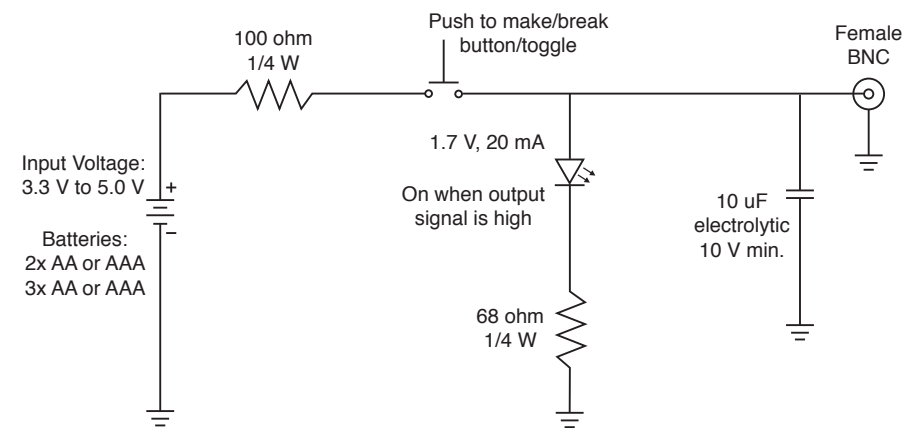 Push to make/break
button/toggle
Female
BNC
100 ohm
1/4 W
1.7 V, 20 mA
Input Voltage:
3.3 V to 5.0 V
+
−
On when output
signal is high
10 uF
electrolytic
10 V min.
Batteries:
2x AA or AAA
3x AA or AAA
68 ohm
1/4 W